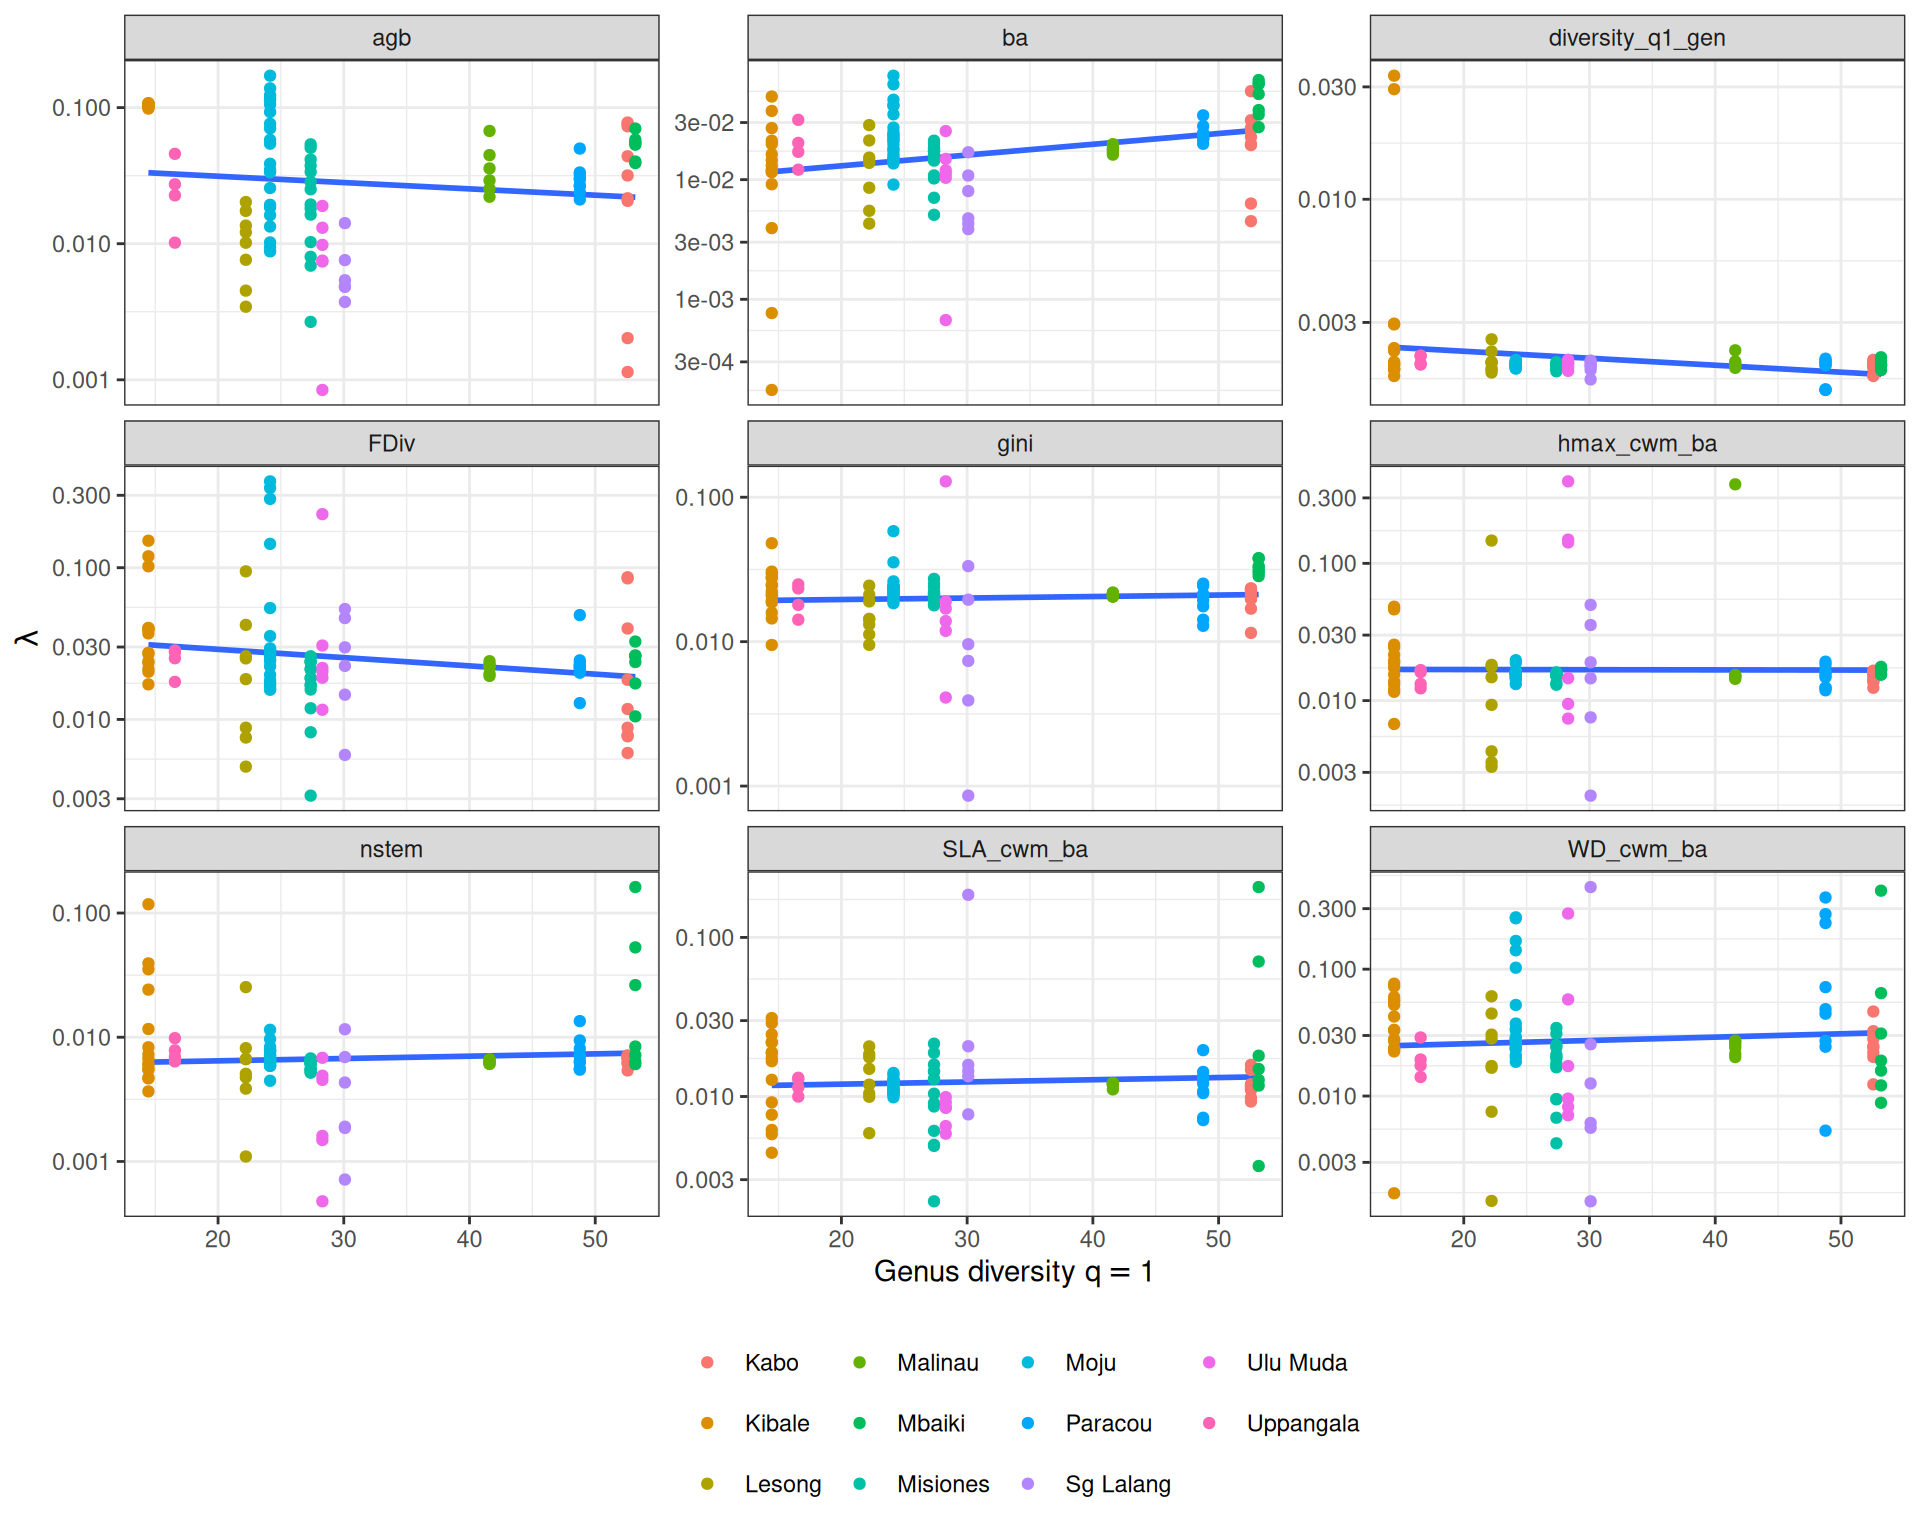 agb
ba
diversity_q1_gen
0.100
0.010
0.001
3e-02
1e-02
3e-03
1e-03
3e-04
0.030
0.010
0.003
FDiv
gini
hmax_cwm_ba
0.300
0.100
0.030
0.010
0.003
0.100
0.010
0.001
0.300
0.100
0.030
0.010
0.003
λ
nstem
SLA_cwm_ba
WD_cwm_ba
0.100
0.010
0.001
0.100
0.030
0.010
0.003
0.300
0.100
0.030
0.010
0.003
20 30 40 50
20 30 40 50
20 30 40 50
Genus diversity q = 1
Kabo Malinau Moju Ulu Muda
Kibale Mbaiki Paracou Uppangala
Lesong Misiones Sg Lalang